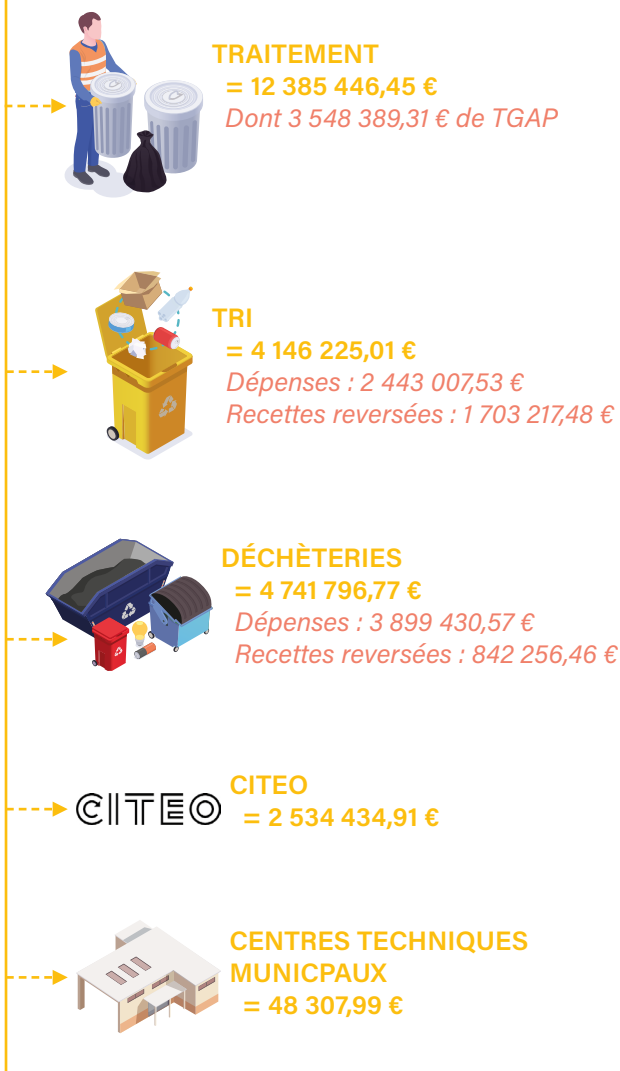 TRAITEMENT
= 12 385 446,45 €
Dont 3 548 389,31 € de TGAP
TRI
= 4 146 225,01 €
Dépenses : 2 443 007,53 €
Recettes reversées : 1 703 217,48 €
DÉCHÈTERIES
= 4 741 796,77 €
Dépenses : 3 899 430,57 €
Recettes reversées : 842 256,46 €
CITEO
CITEO
= 2 534 434,91 €
CENTRES TECHNIQUES
MUNICPAUX
= 48 307,99 €